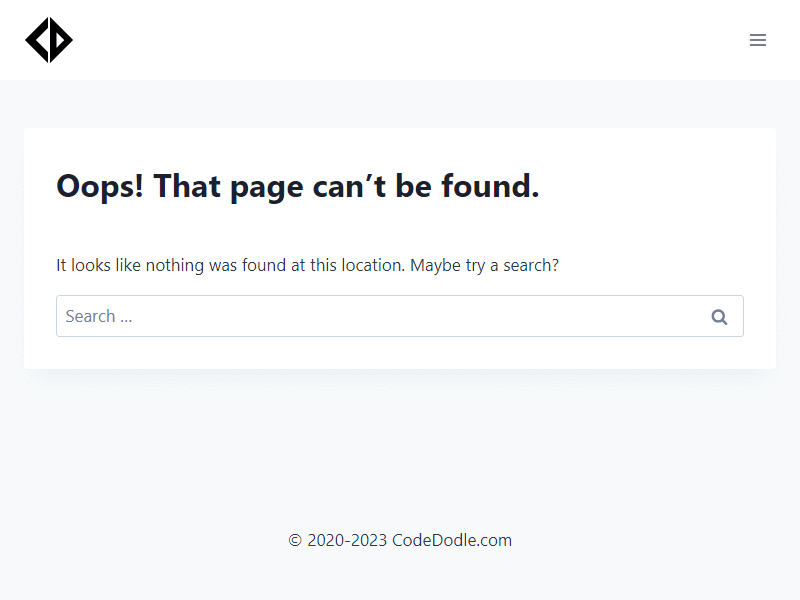 Oops! That page can’t be found.
It looks like nothing was found at this location. Maybe try a search?
Search ...
© 2020-2023 CodeDodle.com